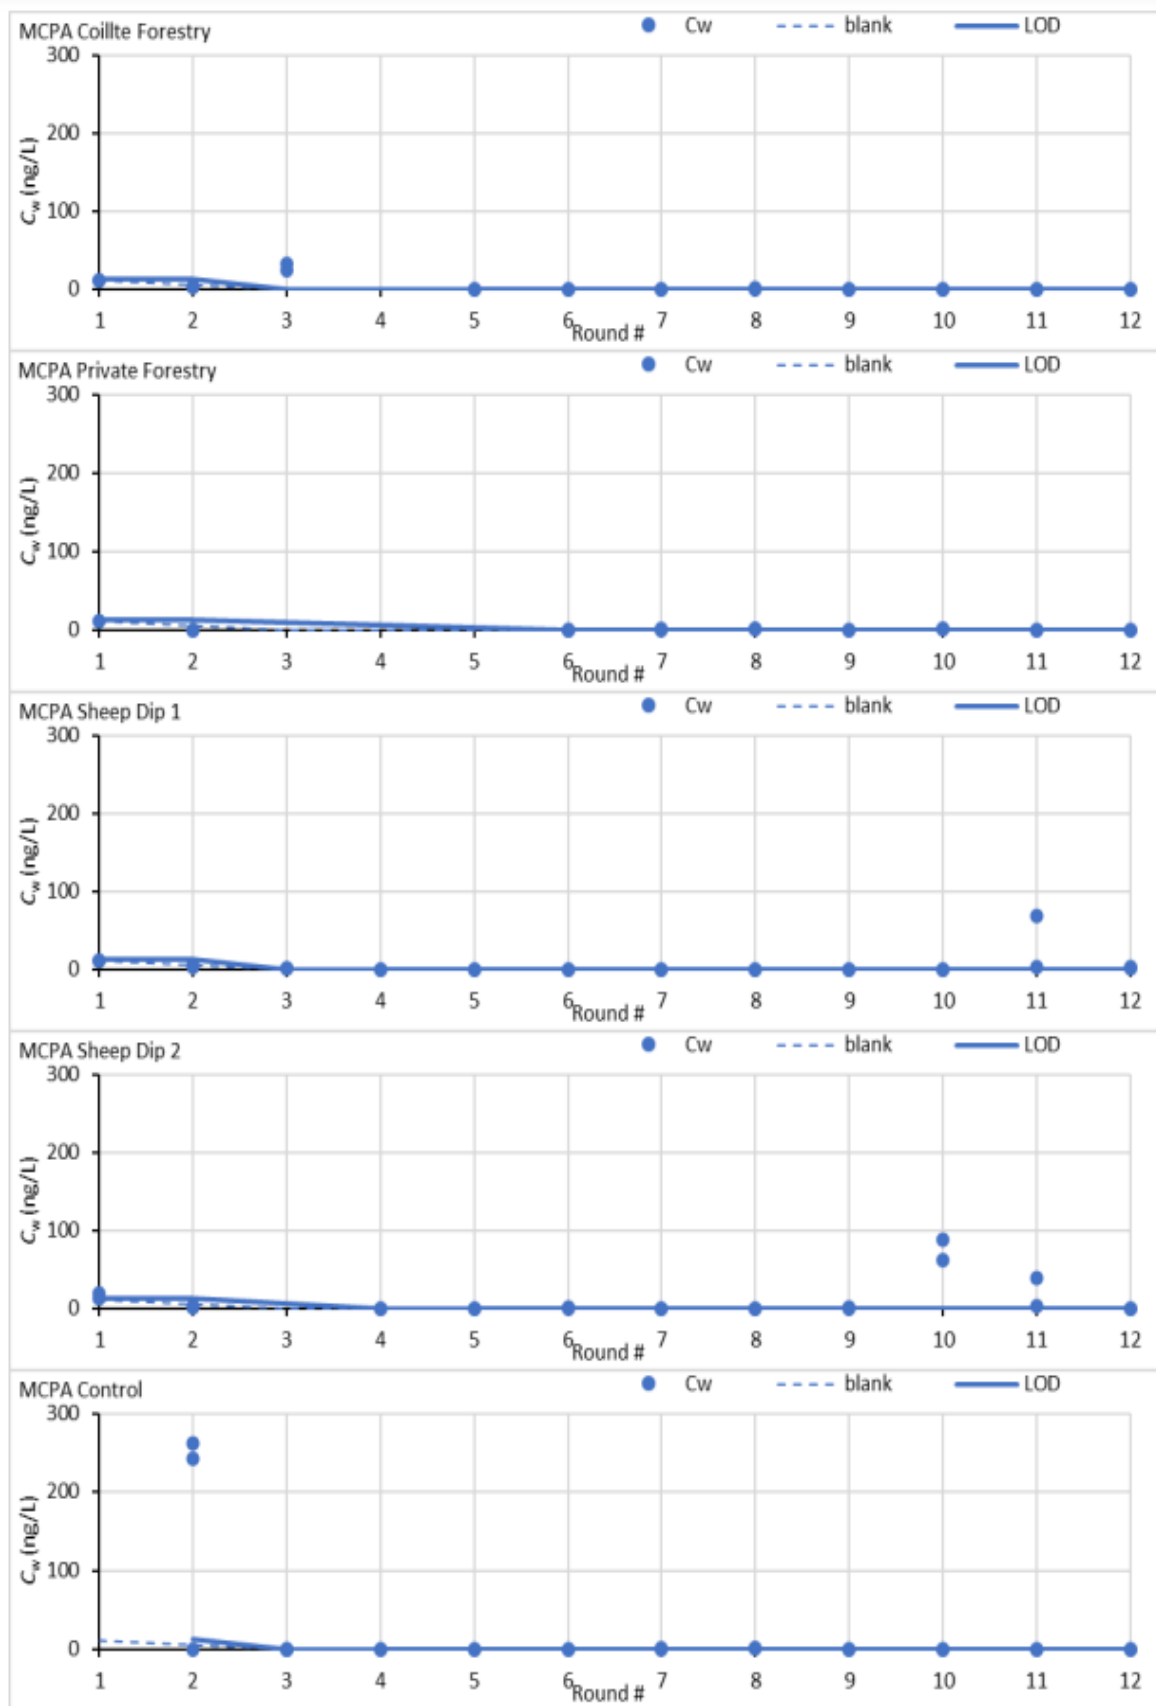 MCPA Coillte Forestry Cw blank LOD
300
200
100
0
Cw (ng/L)
1 2 3 4 5 6 7 8 9 10 11 12
Round #
MCPA Private Forestry Cw blank LOD
300
200
100
0
Cw (ng/L)
1 2 3 4 5 6 7 8 9 10 11 12
Round #
MCPA Sheep Dip 1 Cw blank LOD
300
200
100
0
Cw (ng/L)
1 2 3 4 5 6 7 8 9 10 11 12
Round #
MCPA Sheep Dip 2 Cw blank LOD
300
200
100
0
Cw (ng/L)
1 2 3 4 5 6 7 8 9 10 11 12
Round #
MCPA Control Cw blank LOD
300
200
100
0
Cw (ng/L)
1 2 3 4 5 6 7 8 9 10 11 12
Round #